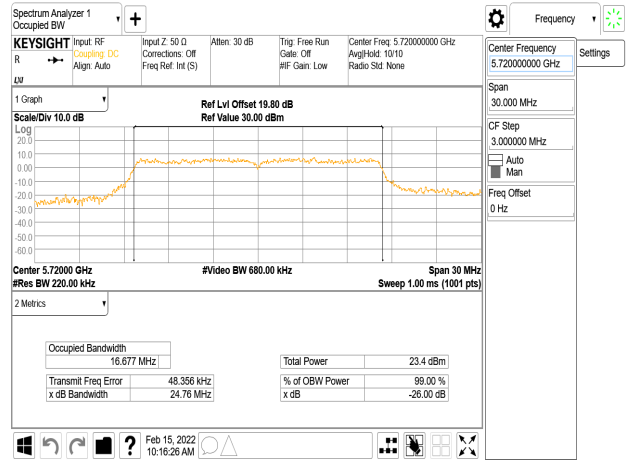 Spectrum Analyzer 1
Occupied BW
Frequency
KEYSIGHT
R
Input: RF
Coupling: DC
Align: Auto
Input Z: 50 Ω
Corrections: Off
Freq Ref: Int (S)
Atten: 30 dB
Trig: Free Run
Gate: Off
#IF Gain: Low
Center Freq: 5.720000000 GHz
Avg|Hold: 10/10
Radio Std: None
Center Frequency
5.720000000 GHz
Settings
Span
30.000 MHz
CF Step
3.000000 MHz
Auto
Man
Freq Offset
0 Hz
1 Graph
Scale/Div 10.0 dB
Ref Lvl Offset 19.80 dB
Ref Value 30.00 dBm
Log
20.0
10.0
0.00
-10.0
-20.0
-30.0
-40.0
-50.0
-60.0
Center 5.72000 GHz
#Video BW 680.00 kHz
Span 30 MHz
#Res BW 220.00 kHz
Sweep 1.00 ms (1001 pts)
2 Metrics
Occupied Bandwidth
16.677 MHz
Total Power 23.4 dBm
Transmit Freq Error 48.356 kHz
% of OBW Power 99.00 %
x dB Bandwidth 24.76 MHz
x dB -26.00 dB
Feb 15, 2022
10:16:26 AM